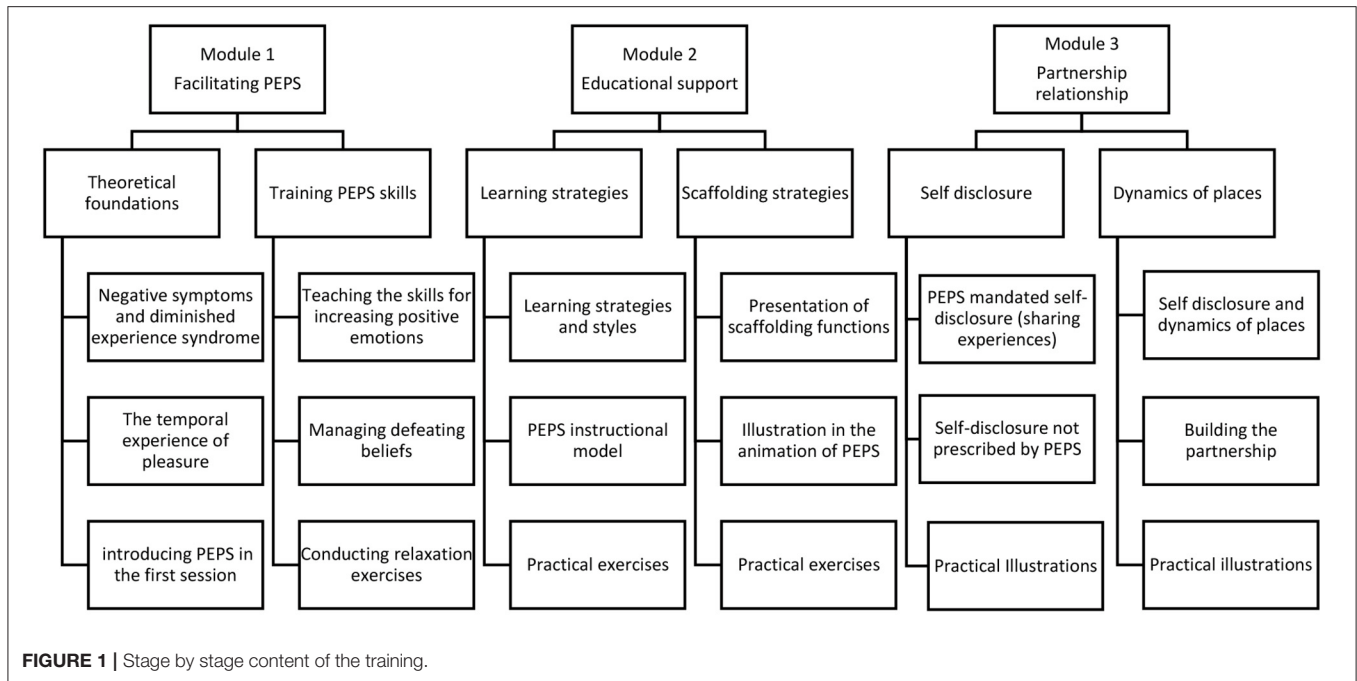 Module 1
Facilitating PEPS
Module 2
Educational support
Module 3
Partnership
relationship
Theoretical
foundations
Training PEPS skills
Learning strategies
Scaffolding strategies
Self disclosure
Dynamics of places
Negative symptoms
and diminished
experience syndrome
Teaching the skills for
increasing positive
emotions
Learning strategies
and styles
Presentation of
scaffolding functions
PEPS mandated self-
disclosure (sharing
experiences)
Self disclosure and
dynamics of places
The temporal
experience of
pleasure
Managing defeating
beliefs
PEPS instructional
model
Illustration in the
animation of PEPS
Self-disclosure not
prescribed by PEPS
Building the
partnership
introducing PEPS in
the first session
Conducting relaxation
exercises
Practical exercises
Practical exercises
Practical Illustrations
Practical illustrations
FIGURE 1 | Stage by stage content of the training.